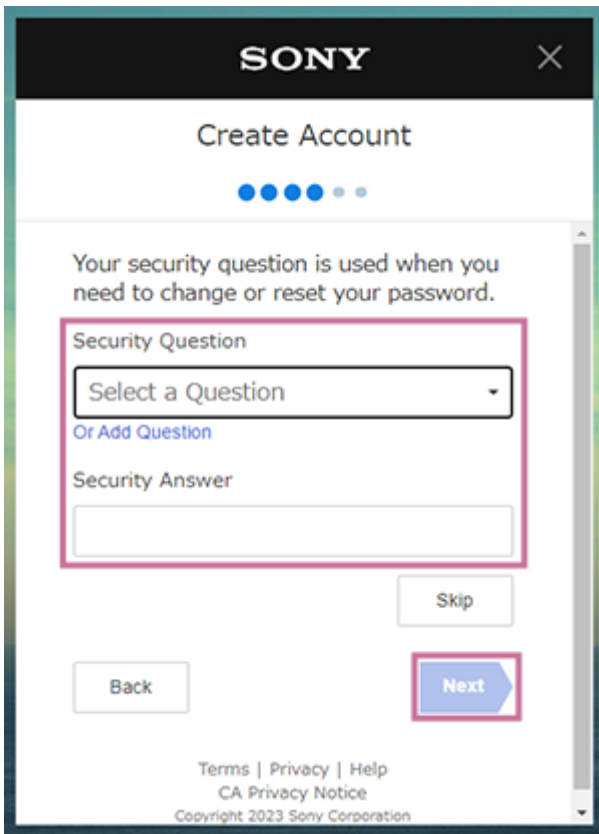 SONY
Create Account
Your security question is used when you
need to change or reset your password.
Security Question
Select a Question
Or Add Question
Security Answer
Skip
Back
Next
Terms | Privacy | Help
CA Privacy Notice
Copyright 2023 Sony Corporation